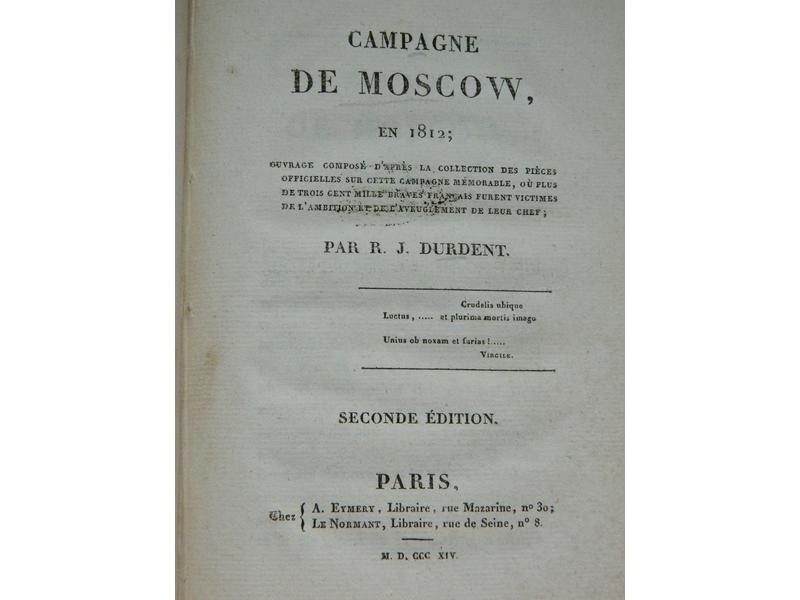 CAMPAGNE
DE MOSCOW,
EN 1812;
OUVRAGE COMPOSÉ D'APRÈS LA COLLECTION DES PIÈCES
OFFICIELLES SUR CETTE CAMPAGNE MÉMORABLE, OÙ PLUS
DE TROIS CENT MILLE BRAVES FRANÇAIS FURENT VICTIMES
DE L'AMBITION ET DE L'AVEUGLEMENT DE LEUR CHEF;
PAR R. J. DURDENT.
Crudelis ubique
Luctus, ..... et plurima mortis imago
Unius ob noxam et furias!.....
VIRGILE.
SECONDE ÉDITION.
PARIS,
Chez { A. EYMERY, Libraire, rue Mazarine, nº 30;
LE NORMANT, Libraire, rue de Seine, nº 8.
M. D. CCC XIV.